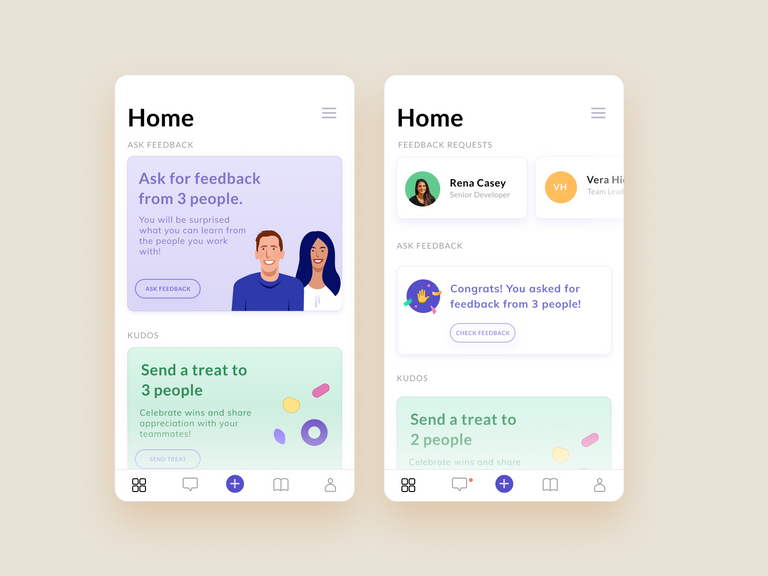 Home
ASK FEEDBACK
Ask for feedback
from 3 people.
You will be surprised
what you can learn from
the people you work
with!
ASK FEEDBACK
KUDOS
Send a treat to
3 people
Celebrate wins and share
appreciation with your
teammates!
SEND TREAT
Home
FEEDBACK REQUESTS
Rena Casey
Senior Developer
VH
Vera Hi
Team Lead
ASK FEEDBACK
Congrats! You asked for
feedback from 3 people!
CHECK FEEDBACK
KUDOS
Send a treat to
2 people
Celebrate wins and share